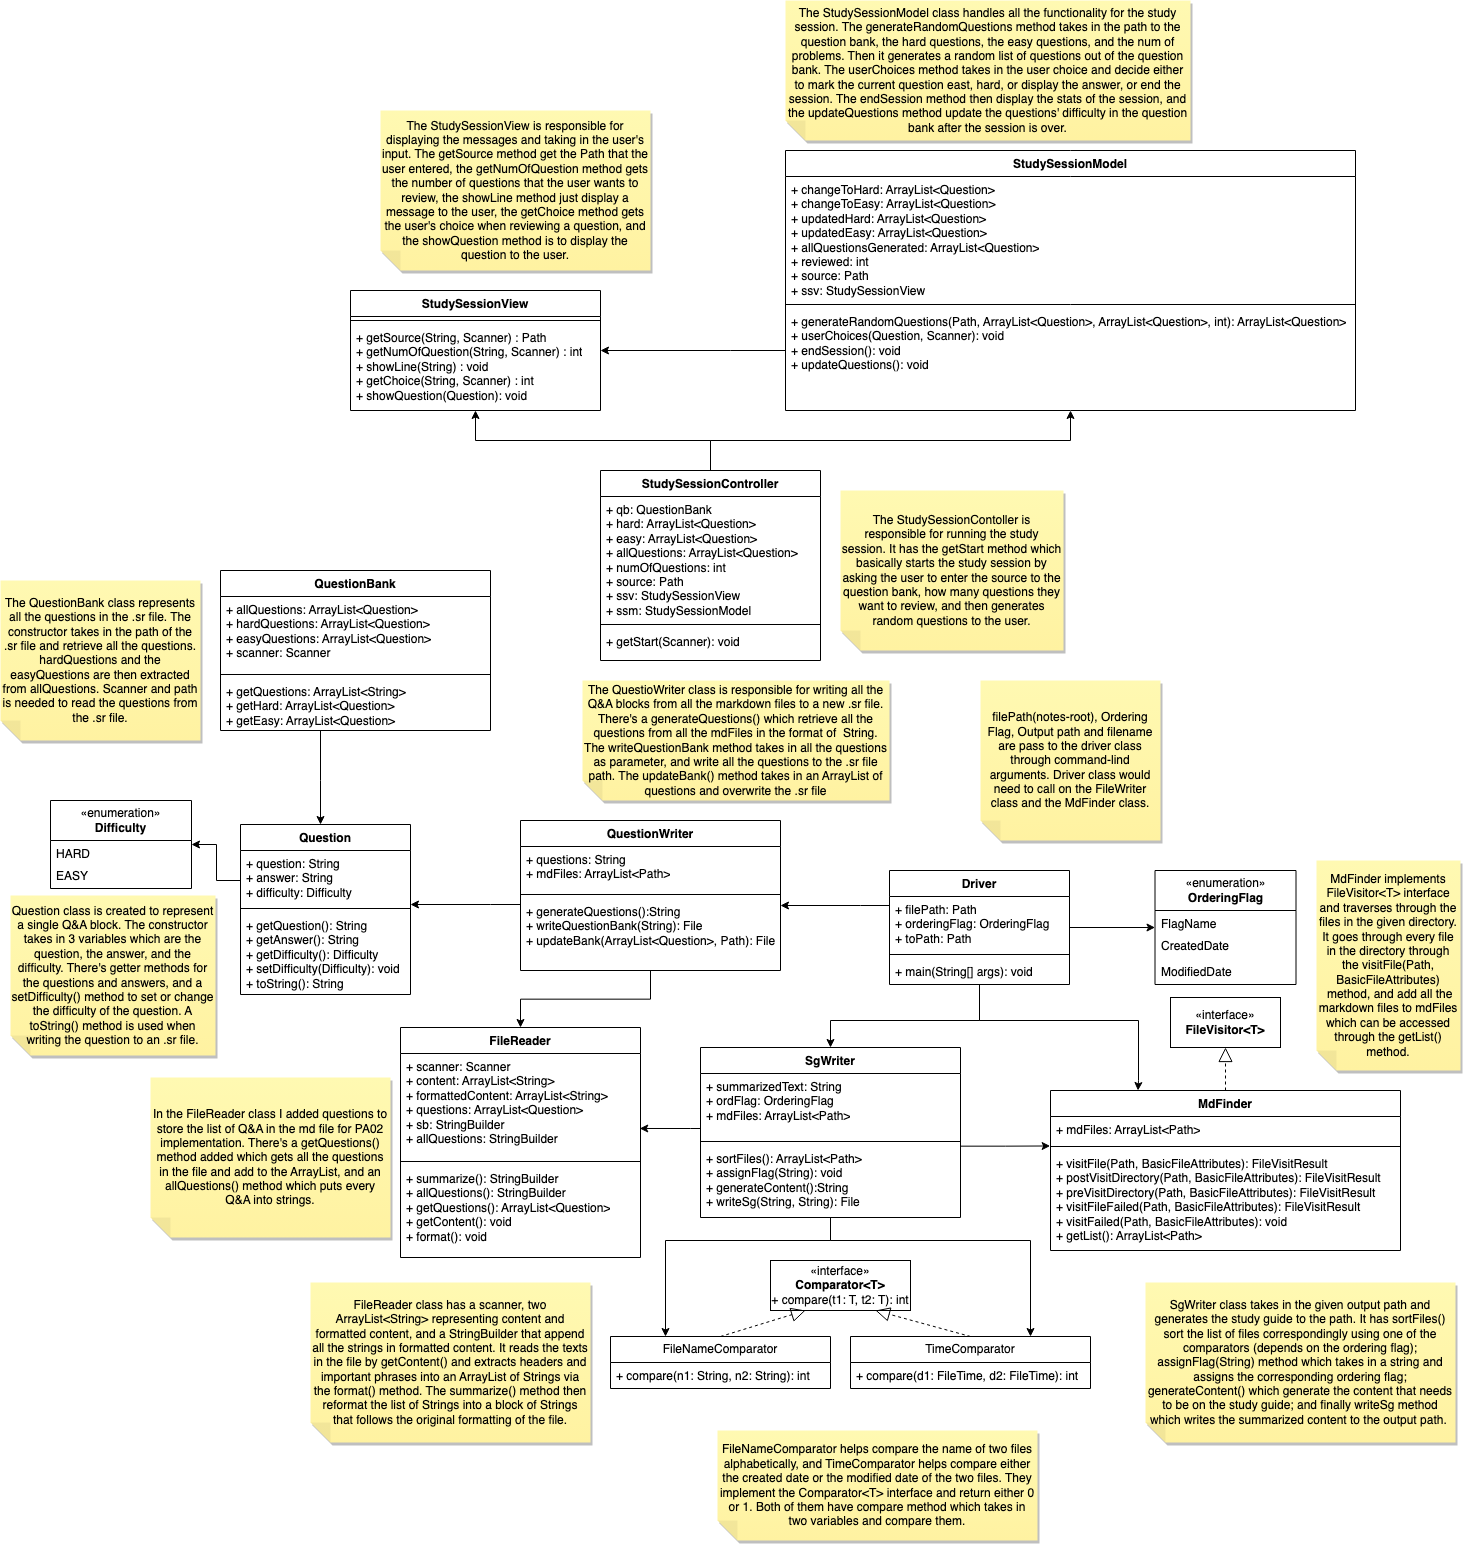 The StudySessionModel class handles all the functionality for the study
session. The generateRandomQuestions method takes in the path to the
question bank, the hard questions, the easy questions, and the num of
problems. Then it generates a random list of questions out of the question
bank. The userChoices method takes in the user choice and decide either
to mark the current question east, hard, or display the answer, or end the
session. The endSession method then display the stats of the session, and
the updateQuestions method update the questions' difficulty in the question
bank after the session is over.
The StudySessionView is responsible for
displaying the messages and taking in the user's
input. The getSource method get the Path that the
user entered, the getNumOfQuestion method gets
the number of questions that the user wants to
review, the showLine method just display a
message to the user, the getChoice method gets
the user's choice when reviewing a question, and
the showQuestion method is to display the
question to the user.
StudySessionModel
+ changeToHard: ArrayList<Question>
+ changeToEasy: ArrayList<Question>
+ updatedHard: ArrayList<Question>
+ updatedEasy: ArrayList<Question>
+ allQuestionsGenerated: ArrayList<Question>
+ reviewed: int
+ source: Path
+ ssv: StudySessionView
+ generateRandomQuestions(Path, ArrayList<Question>, ArrayList<Question>, int): ArrayList<Question>
+ userChoices(Question, Scanner): void
+ endSession(): void
+ updateQuestions(): void
StudySessionView
+ getSource(String, Scanner) : Path
+ getNumOfQuestion(String, Scanner) : int
+ showLine(String) : void
+ getChoice(String, Scanner) : int
+ showQuestion(Question): void
StudySessionController
+ qb: QuestionBank
+ hard: ArrayList<Question>
+ easy: ArrayList<Question>
+ allQuestions: ArrayList<Question>
+ numOfQuestions: int
+ source: Path
+ ssv: StudySessionView
+ ssm: StudySessionModel
+ getStart(Scanner): void
The StudySessionContoller is
responsible for running the study
session. It has the getStart method which
basically starts the study session by
asking the user to enter the source to the
question bank, how many questions they
want to review, and then generates
random questions to the user.
The QuestionBank class represents
all the questions in the .sr file. The
constructor takes in the path of the
.sr file and retrieve all the questions.
hardQuestions and the
easyQuestions are then extracted
from allQuestions. Scanner and path
is needed to read the questions from
the .sr file.
QuestionBank
+ allQuestions: ArrayList<Question>
+ hardQuestions: ArrayList<Question>
+ easyQuestions: ArrayList<Question>
+ scanner: Scanner
+ getQuestions: ArrayList<String>
+ getHard: ArrayList<Question>
+ getEasy: ArrayList<Question>
The QuestioWriter class is responsible for writing all the
Q&A blocks from all the markdown files to a new .sr file.
There's a generateQuestions() which retrieve all the
questions from all the mdFiles in the format of String.
The writeQuestionBank method takes in all the questions
as parameter, and write all the questions to the .sr file
path. The updateBank() method takes in an ArrayList of
questions and overwrite the .sr file
filePath(notes-root), Ordering
Flag, Output path and filename
are pass to the driver class
through command-lind
arguments. Driver class would
need to call on the FileWriter
class and the MdFinder class.
«enumeration»
Difficulty
HARD
EASY
Question
+ question: String
+ answer: String
+ difficulty: Difficulty
+ getQuestion(): String
+ getAnswer(): String
+ getDifficulty(): Difficulty
+ setDifficulty(Difficulty): void
+ toString(): String
QuestionWriter
+ questions: String
+ mdFiles: ArrayList<Path>
+ generateQuestions():String
+ writeQuestionBank(String): File
+ updateBank(ArrayList<Question>, Path): File
Driver
+ filePath: Path
+ orderingFlag: OrderingFlag
+ toPath: Path
+ main(String[] args): void
«enumeration»
OrderingFlag
FlagName
CreatedDate
ModifiedDate
MdFinder implements
FileVisitor<T> interface
and traverses through the
files in the given directory.
It goes through every file
in the directory through
the visitFile(Path,
BasicFileAttributes)
method, and add all the
markdown files to mdFiles
which can be accessed
through the getList()
method.
Question class is created to represent
a single Q&A block. The constructor
takes in 3 variables which are the
question, the answer, and the
difficulty. There's getter methods for
the questions and answers, and a
setDifficulty() method to set or change
the difficulty of the question. A
toString() method is used when
writing the question to an .sr file.
«interface»
FileVisitor<T>
FileReader
+ scanner: Scanner
+ content: ArrayList<String>
+ formattedContent: ArrayList<String>
+ questions: ArrayList<Question>
+ sb: StringBuilder
+ allQuestions: StringBuilder
+ summarize(): StringBuilder
+ allQuestions(): StringBuilder
+ getQuestions(): ArrayList<Question>
+ getContent(): void
+ format(): void
SgWriter
+ summarizedText: String
+ ordFlag: OrderingFlag
+ mdFiles: ArrayList<Path>
+ sortFiles(): ArrayList<Path>
+ assignFlag(String): void
+ generateContent():String
+ writeSg(String, String): File
MdFinder
+ mdFiles: ArrayList<Path>
+ visitFile(Path, BasicFileAttributes): FileVisitResult
+ postVisitDirectory(Path, BasicFileAttributes): FileVisitResult
+ preVisitDirectory(Path, BasicFileAttributes): FileVisitResult
+ visitFileFailed(Path, BasicFileAttributes): FileVisitResult
+ visitFailed(Path, BasicFileAttributes): void
+ getList(): ArrayList<Path>
In the FileReader class I added questions to
store the list of Q&A in the md file for PA02
implementation. There's a getQuestions()
method added which gets all the questions
in the file and add to the ArrayList, and an
allQuestions() method which puts every
Q&A into strings.
«interface»
Comparator<T>
+ compare(t1: T, t2: T): int
FileNameComparator
+ compare(n1: String, n2: String): int
TimeComparator
+ compare(d1: FileTime, d2: FileTime): int
FileReader class has a scanner, two
ArrayList<String> representing content and
formatted content, and a StringBuilder that append
all the strings in formatted content. It reads the texts
in the file by getContent() and extracts headers and
important phrases into an ArrayList of Strings via
the format() method. The summarize() method then
reformat the list of Strings into a block of Strings
that follows the original formatting of the file.
SgWriter class takes in the given output path and
generates the study guide to the path. It has sortFiles()
sort the list of files correspondingly using one of the
comparators (depends on the ordering flag);
assignFlag(String) method which takes in a string and
assigns the corresponding ordering flag;
generateContent() which generate the content that needs
to be on the study guide; and finally writeSg method
which writes the summarized content to the output path.
FileNameComparator helps compare the name of two files
alphabetically, and TimeComparator helps compare either
the created date or the modified date of the two files. They
implement the Comparator<T> interface and return either 0
or 1. Both of them have compare method which takes in
two variables and compare them.